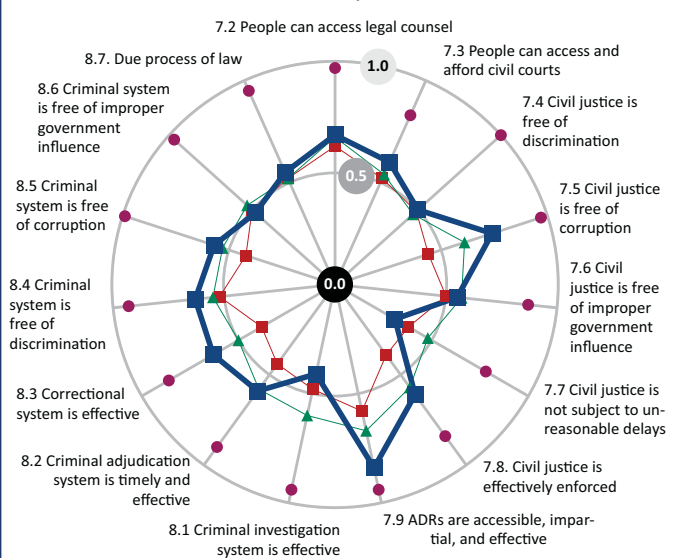 7.2 People can access legal counsel
7.3 People can access and
afford civil courts
7.4 Civil justice is
free of
discrimination
7.5 Civil justice
is free of
corruption
7.6 Civil
justice is free
of improper
government
influence
7.7 Civil justice is
not subject to un-
reasonable delays
7.8. Civil justice is
effectively enforced
7.9 ADRs are accessible, impar-
tial, and effective
8.1 Criminal investigation
system is effective
8.2 Criminal adjudication
system is timely and
effective
8.3 Correctional
system is effective
8.4 Criminal
system is
free of
discrimination
8.5 Criminal
system is free
of corruption
8.6 Criminal system
is free of improper
government
influence
8.7. Due process of law
1.0
0.5
0.0